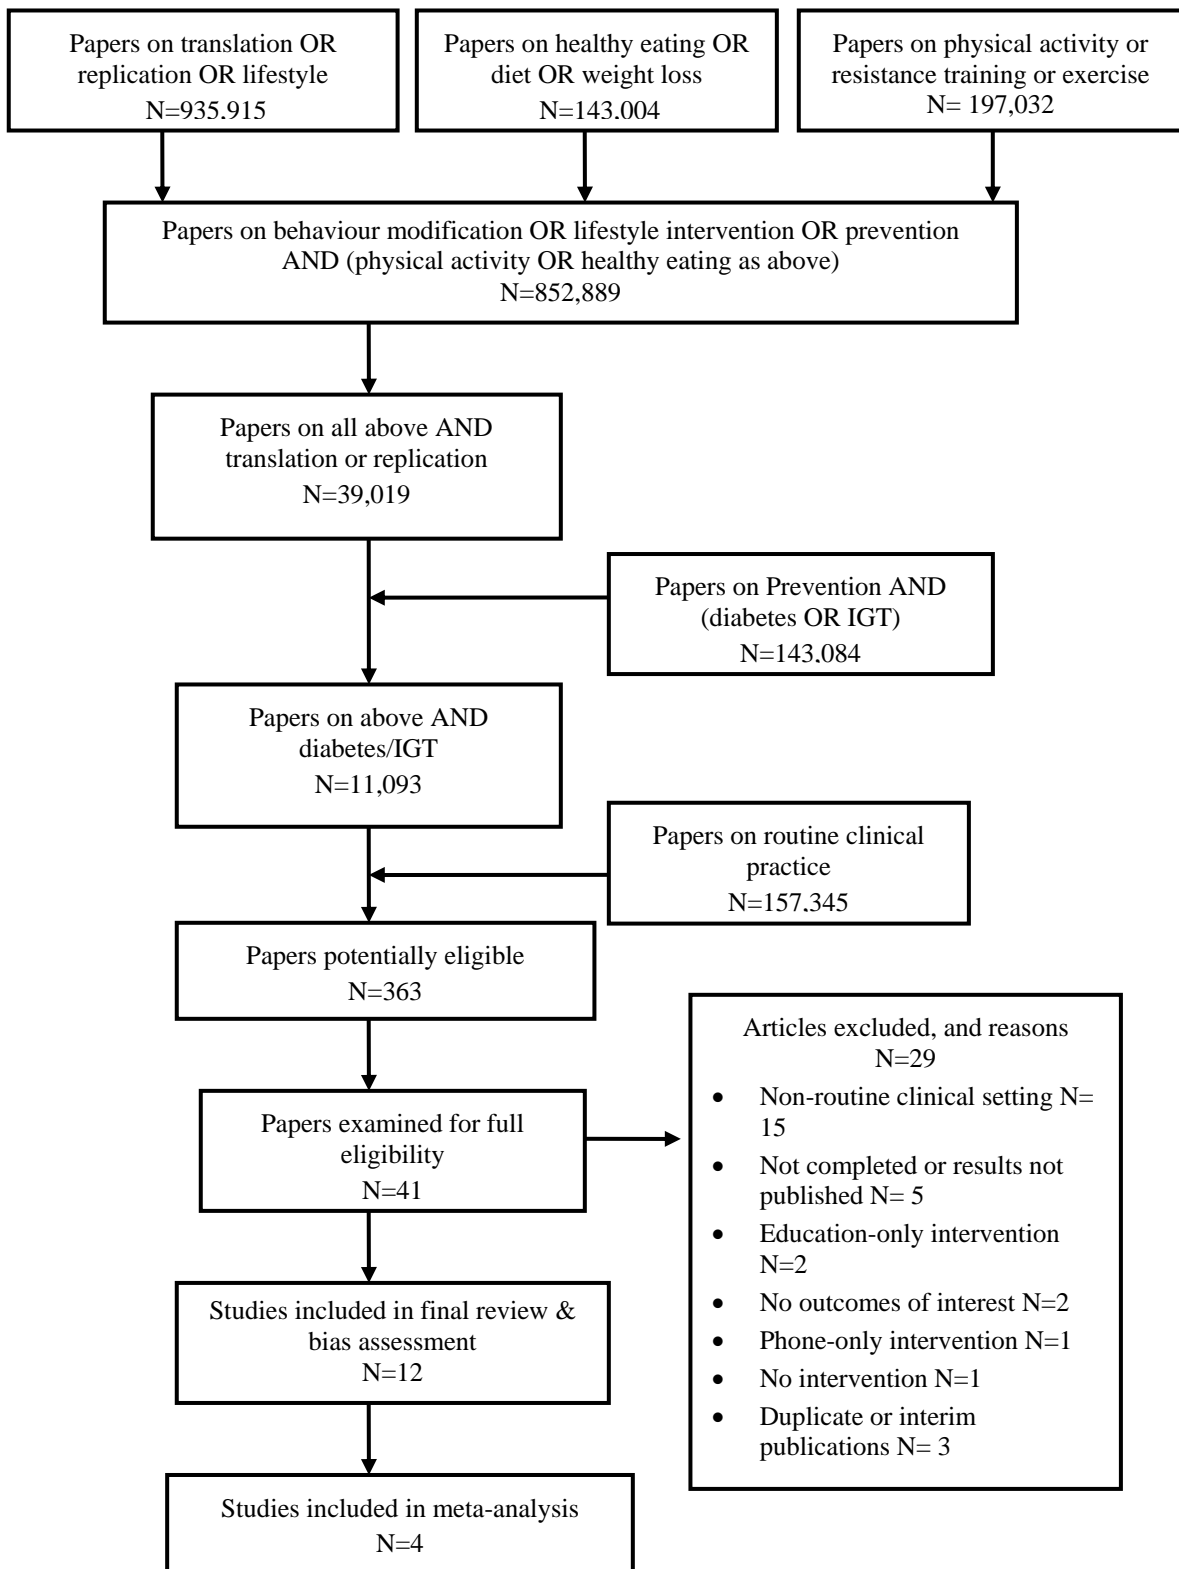 Papers on translation OR
replication OR lifestyle
N=935,915
Papers on healthy eating OR
diet OR weight loss
N=143,004
Papers on physical activity or
resistance training or exercise
N= 197,032
Papers on behaviour modification OR lifestyle intervention OR prevention
AND (physical activity OR healthy eating as above)
N=852,889
Papers on all above AND
translation or replication
N=39,019
Papers on Prevention AND
(diabetes OR IGT)
N=143,084
Papers on above AND
diabetes/IGT
N=11,093
Papers on routine clinical
practice
N=157,345
Papers potentially eligible
N=363
Articles excluded, and reasons
N=29
• Non-routine clinical setting N=
15
• Not completed or results not
published N= 5
• Education-only intervention
N=2
• No outcomes of interest N=2
• Phone-only intervention N=1
• No intervention N=1
• Duplicate or interim
publications N= 3
Papers examined for full
eligibility
N=41
Studies included in final review &
bias assessment
N=12
Studies included in meta-analysis
N=4